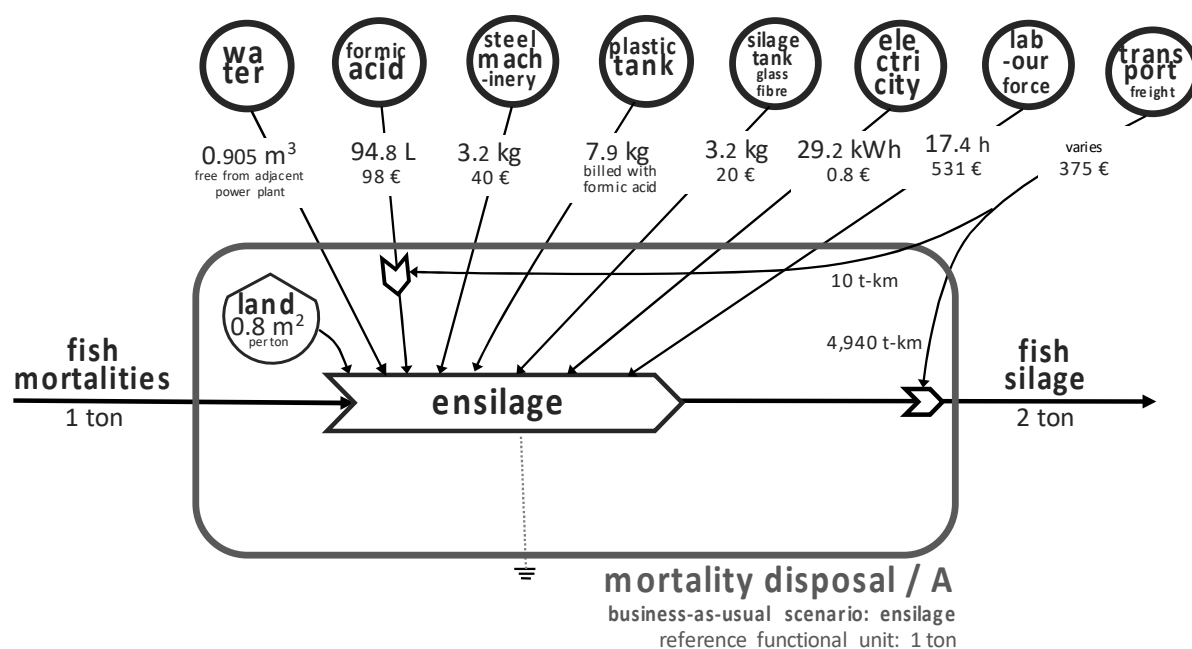 wa
ter
formic
acid
steel
mach
-inery
plastic
tank
silage
tank
glass
fibre
ele
ctri
city
lab
-our
force
trans
port
freight
0.905 m³
free from adjacent
power plant
94.8 L
98 €
3.2 kg
40 €
7.9 kg
billed with
formic acid
3.2 kg
20 €
29.2 kWh
0.8 €
17.4 h
531 €
varies
375 €
10 t-km
land
0.8 m²
per ton
4,940 t-km
fish
mortalities
1 ton
ensilage
fish
silage
2 ton
mortality disposal / A
business-as-usual scenario: ensilage
reference functional unit: 1 ton